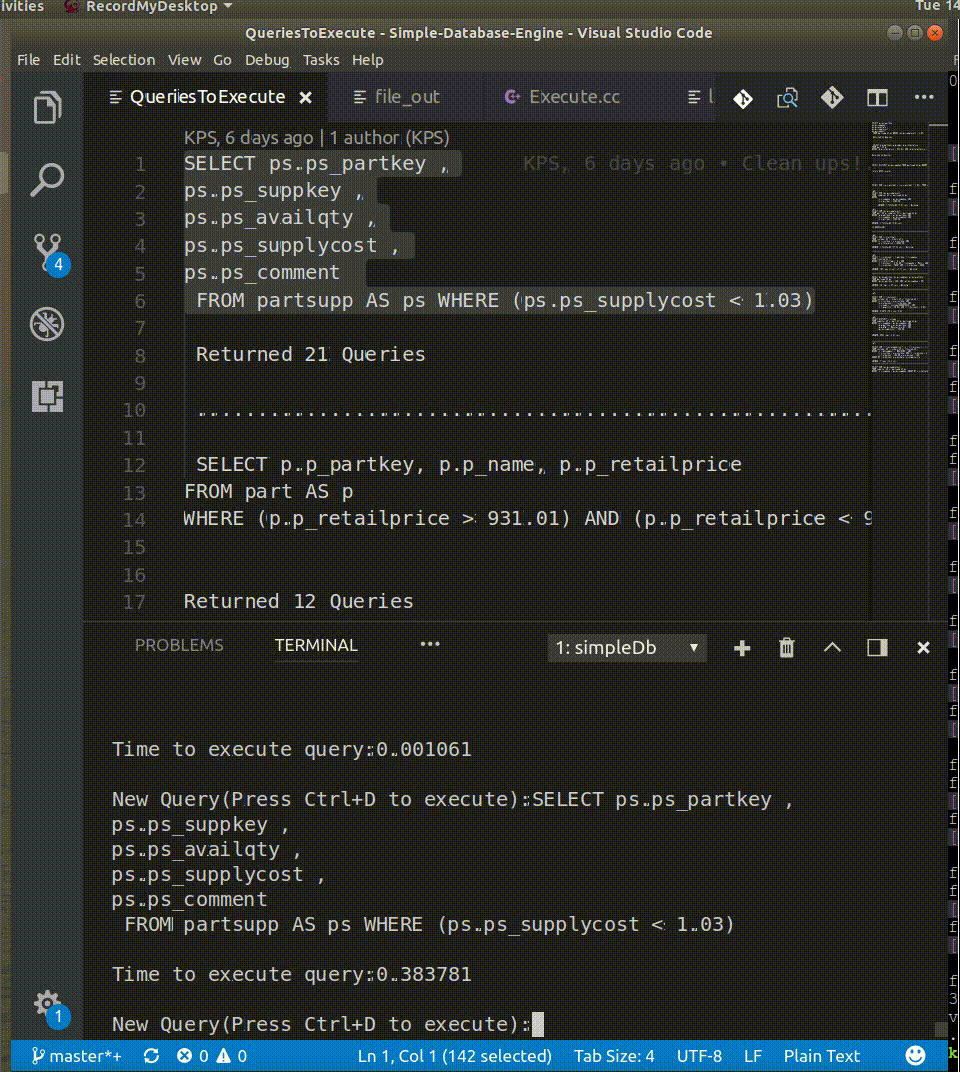 ivities RecordMyDesktop Tue 14
QueriesToExecute - Simple-Database-Engine - Visual Studio Code
File Edit Selection View Go Debug Tasks Help
QueriesToExecute file_out Execute.cc
KPS, 6 days ago | 1 author (KPS)
1 SELECT ps.ps_partkey , KPS, 6 days ago • Clean ups!
2 ps.ps_suppkey ,
3 ps.ps_availqty ,
4 ps.ps_supplycost ,
5 ps.ps_comment
6 FROM partsupp AS ps WHERE (ps.ps_supplycost < 1.03)
7
8 Returned 21 Queries
9
10 ........................................................
11
12 SELECT p.p_partkey, p.p_name, p.p_retailprice
13 FROM part AS p
14 WHERE (p.p_retailprice > 931.01) AND (p.p_retailprice < 9
15
16
17 Returned 12 Queries
PROBLEMS TERMINAL ••• 1: simpleDb
Time to execute query:0.001061
New Query(Press Ctrl+D to execute):SELECT ps.ps_partkey ,
ps.ps_suppkey ,
ps.ps_availqty ,
ps.ps_supplycost ,
ps.ps_comment
FROM partsupp AS ps WHERE (ps.ps_supplycost < 1.03)
Time to execute query:0.383781
New Query(Press Ctrl+D to execute):
4
1
master*+ 0 0 Ln 1, Col 1 (142 selected) Tab Size: 4 UTF-8 LF Plain Text